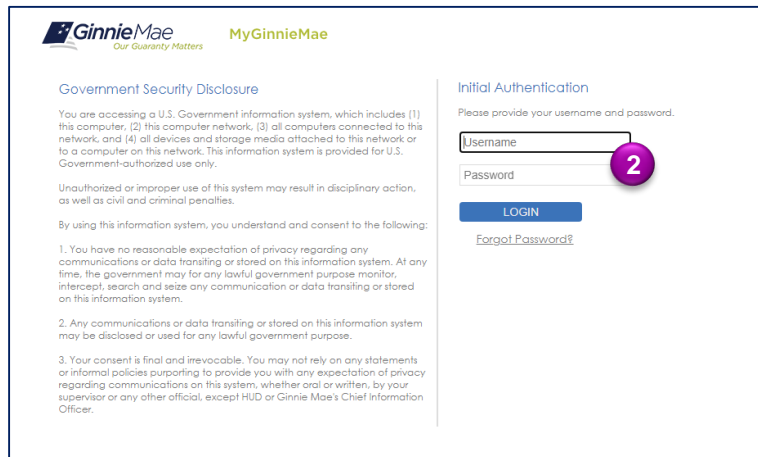 GinnieMae
Our Guaranty Matters
MyGinnieMae
Government Security Disclosure
You are accessing a U.S. Government information system, which includes (1)
this computer, (2) this computer network, (3) all computers connected to this
network, and (4) all devices and storage media attached to this network or
to a computer on this network. This information system is provided for U.S.
Government-authorized use only.
Unauthorized or improper use of this system may result in disciplinary action,
as well as civil and criminal penalties.
By using this information system, you understand and consent to the following:
1. You have no reasonable expectation of privacy regarding any
communications or data transiting or stored on this information system. At any
time, the government may for any lawful government purpose monitor,
intercept, search and seize any communication or data transiting or stored
on this information system.
2. Any communications or data transiting or stored on this information system
may be disclosed or used for any lawful government purpose.
3. Your consent is final and irrevocable. You may not rely on any statements
or informal policies purporting to provide you with any expectation of privacy
regarding communications on this system, whether oral or written, by your
supervisor or any other official, except HUD or Ginnie Mae's Chief Information
Officer.
Initial Authentication
Please provide your username and password.
Username
2
Password
LOGIN
Forgot Password?